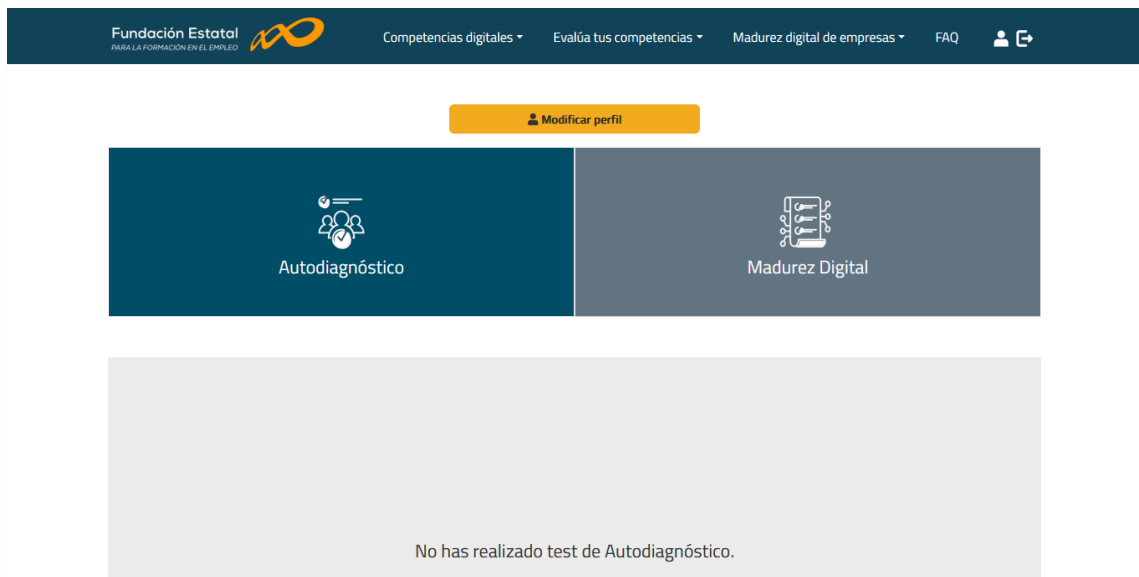 Fundación Estatal
PARA LA FORMACIÓN EN EL EMPLEO
Competencias digitales
Evalúa tus competencias
Madurez digital de empresas
FAQ
Modificar perfil
Autodiagnóstico
Madurez Digital
No has realizado test de Autodiagnóstico.